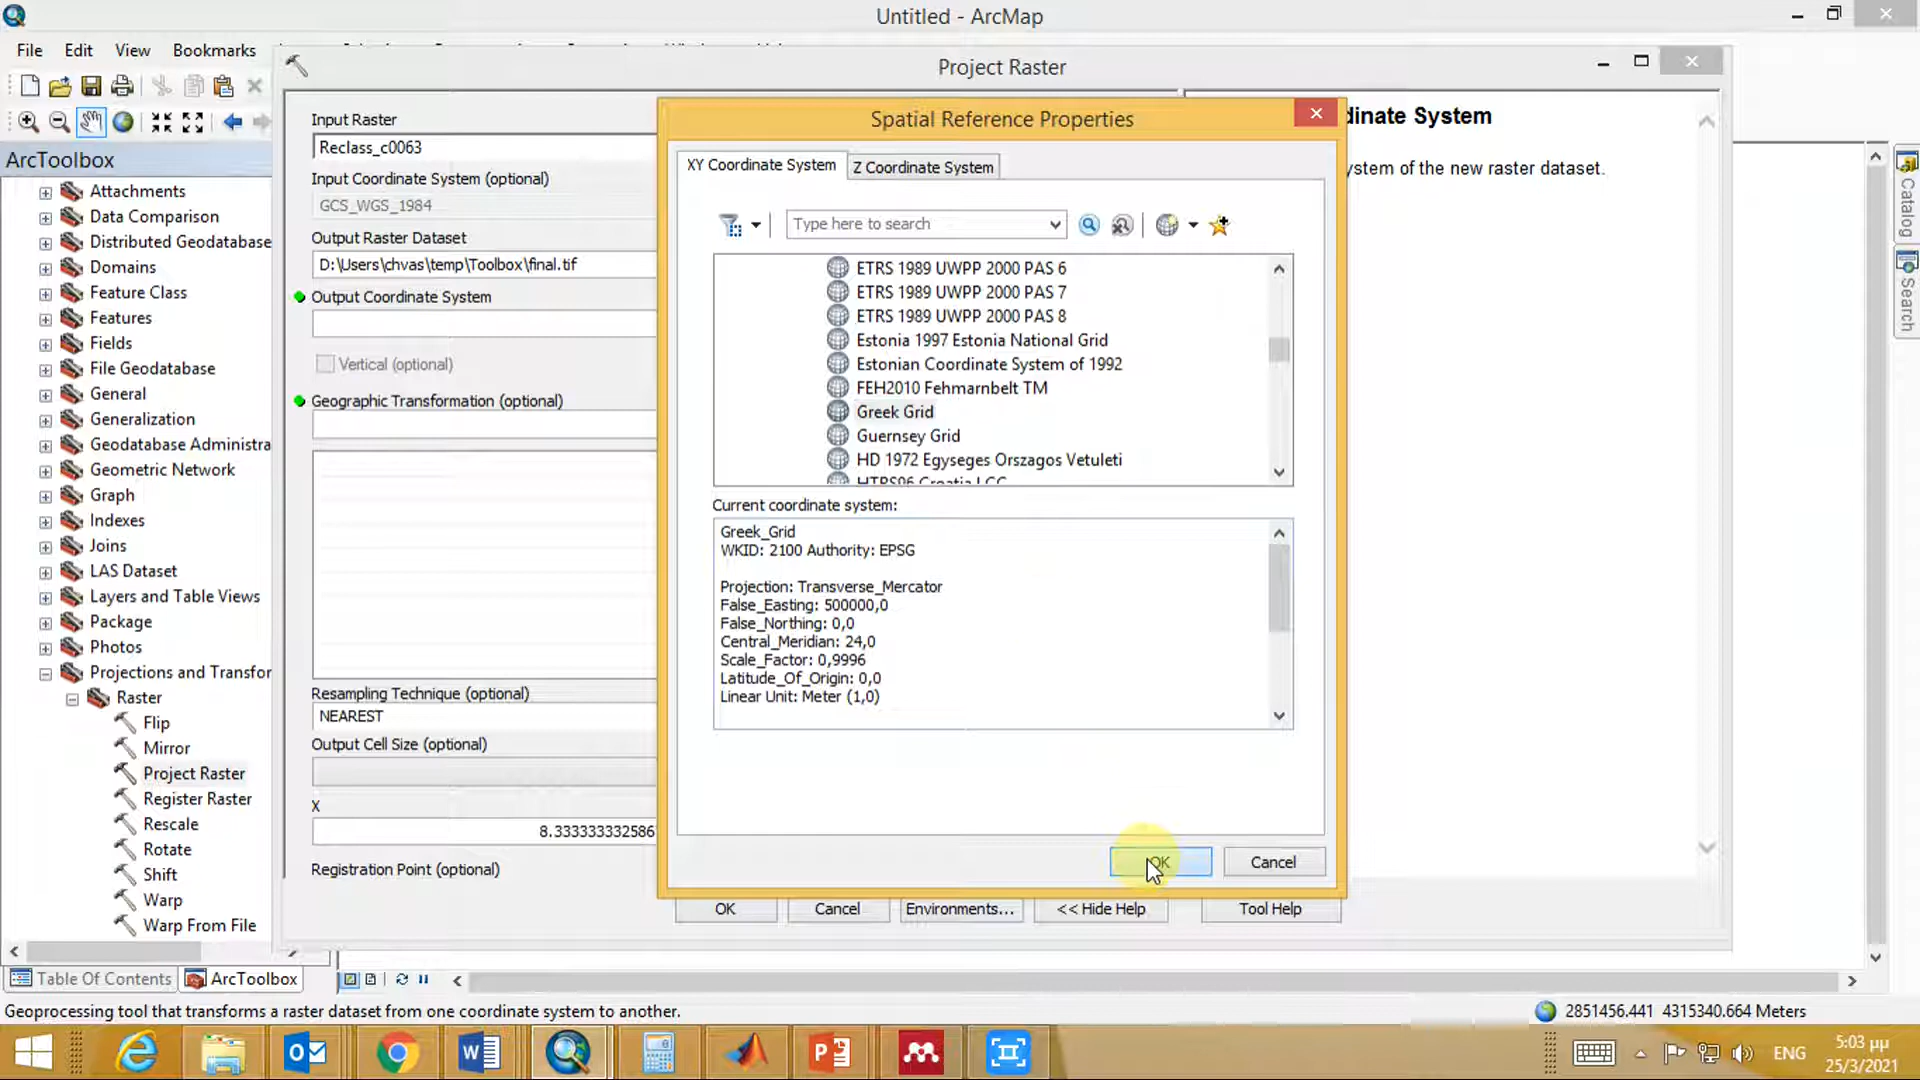 Untitled - ArcMap
File Edit View Bookmarks
Project Raster
ArcToolbox
Attachments
Data Comparison
Distributed Geodatabase
Domains
Feature Class
Features
Fields
File Geodatabase
General
Generalization
Geodatabase Administra
Geometric Network
Graph
Indexes
Joins
LAS Dataset
Layers and Table Views
Package
Photos
Projections and Transfor
Raster
Flip
Mirror
Project Raster
Register Raster
Rescale
Rotate
Shift
Warp
Warp From File
Table Of Contents ArcToolbox
Input Raster
Reclass_c0063
Input Coordinate System (optional)
GCS_WGS_1984
Output Raster Dataset
D:\Users\chvas\temp\Toolbox\final.tif
Output Coordinate System
Vertical (optional)
Geographic Transformation (optional)
Resampling Technique (optional)
NEAREST
Output Cell Size (optional)
X
8.333333332586
Registration Point (optional)
OK Cancel Environments... << Hide Help Tool Help
Spatial Reference Properties
XY Coordinate System Z Coordinate System
Type here to search
ETRS 1989 UWPP 2000 PAS 6
ETRS 1989 UWPP 2000 PAS 7
ETRS 1989 UWPP 2000 PAS 8
Estonia 1997 Estonia National Grid
Estonian Coordinate System of 1992
FEH2010 Fehmarnbelt TM
Greek Grid
Guernsey Grid
HD 1972 Egyseges Orszagos Vetuleti
HTRS96 Croatia LCC
Current coordinate system:
Greek_Grid
WKID: 2100 Authority: EPSG
Projection: Transverse_Mercator
False_Easting: 500000,0
False_Northing: 0,0
Central_Meridian: 24,0
Scale_Factor: 0,9996
Latitude_Of_Origin: 0,0
Linear Unit: Meter (1,0)
OK Cancel
dinate System
ystem of the new raster dataset.
Catalog
Search
Geoprocessing tool that transforms a raster dataset from one coordinate system to another.
2851456.441 4315340.664 Meters
ENG
5:03 μμ
25/3/2021